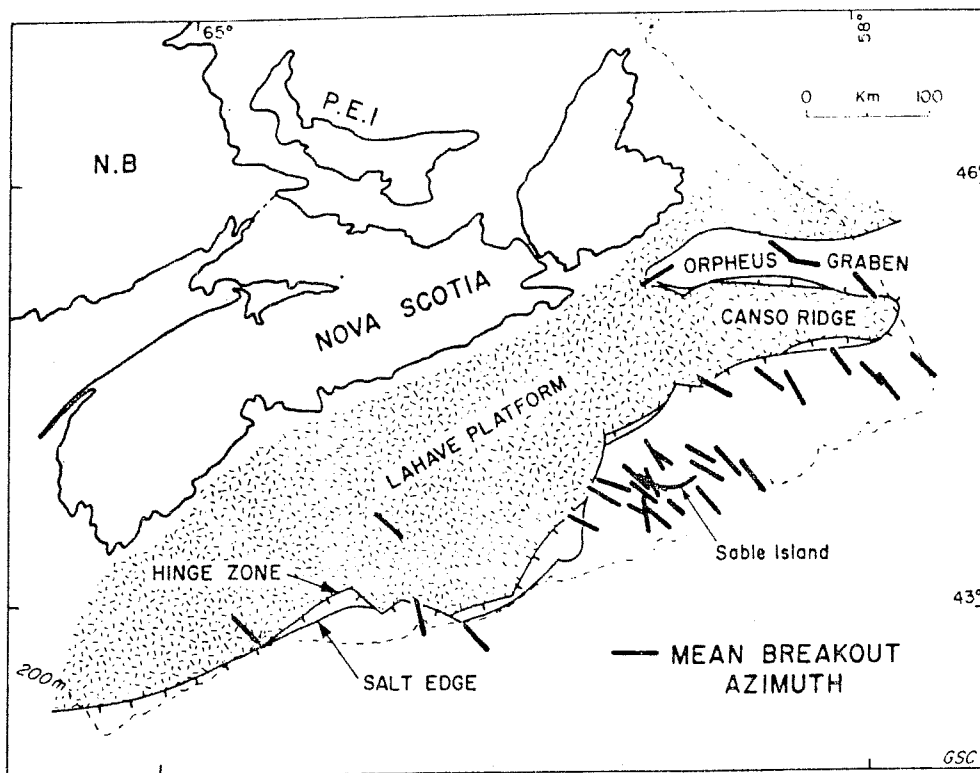 65°
58°
0 Km 100
P.E.I
N.B
46°
ORPHEUS GRABEN
CANSO RIDGE
NOVA SCOTIA
LAHAVE PLATFORM
Sable Island
HINGE ZONE
43°
200m
SALT EDGE
MEAN BREAKOUT
AZIMUTH
GSC